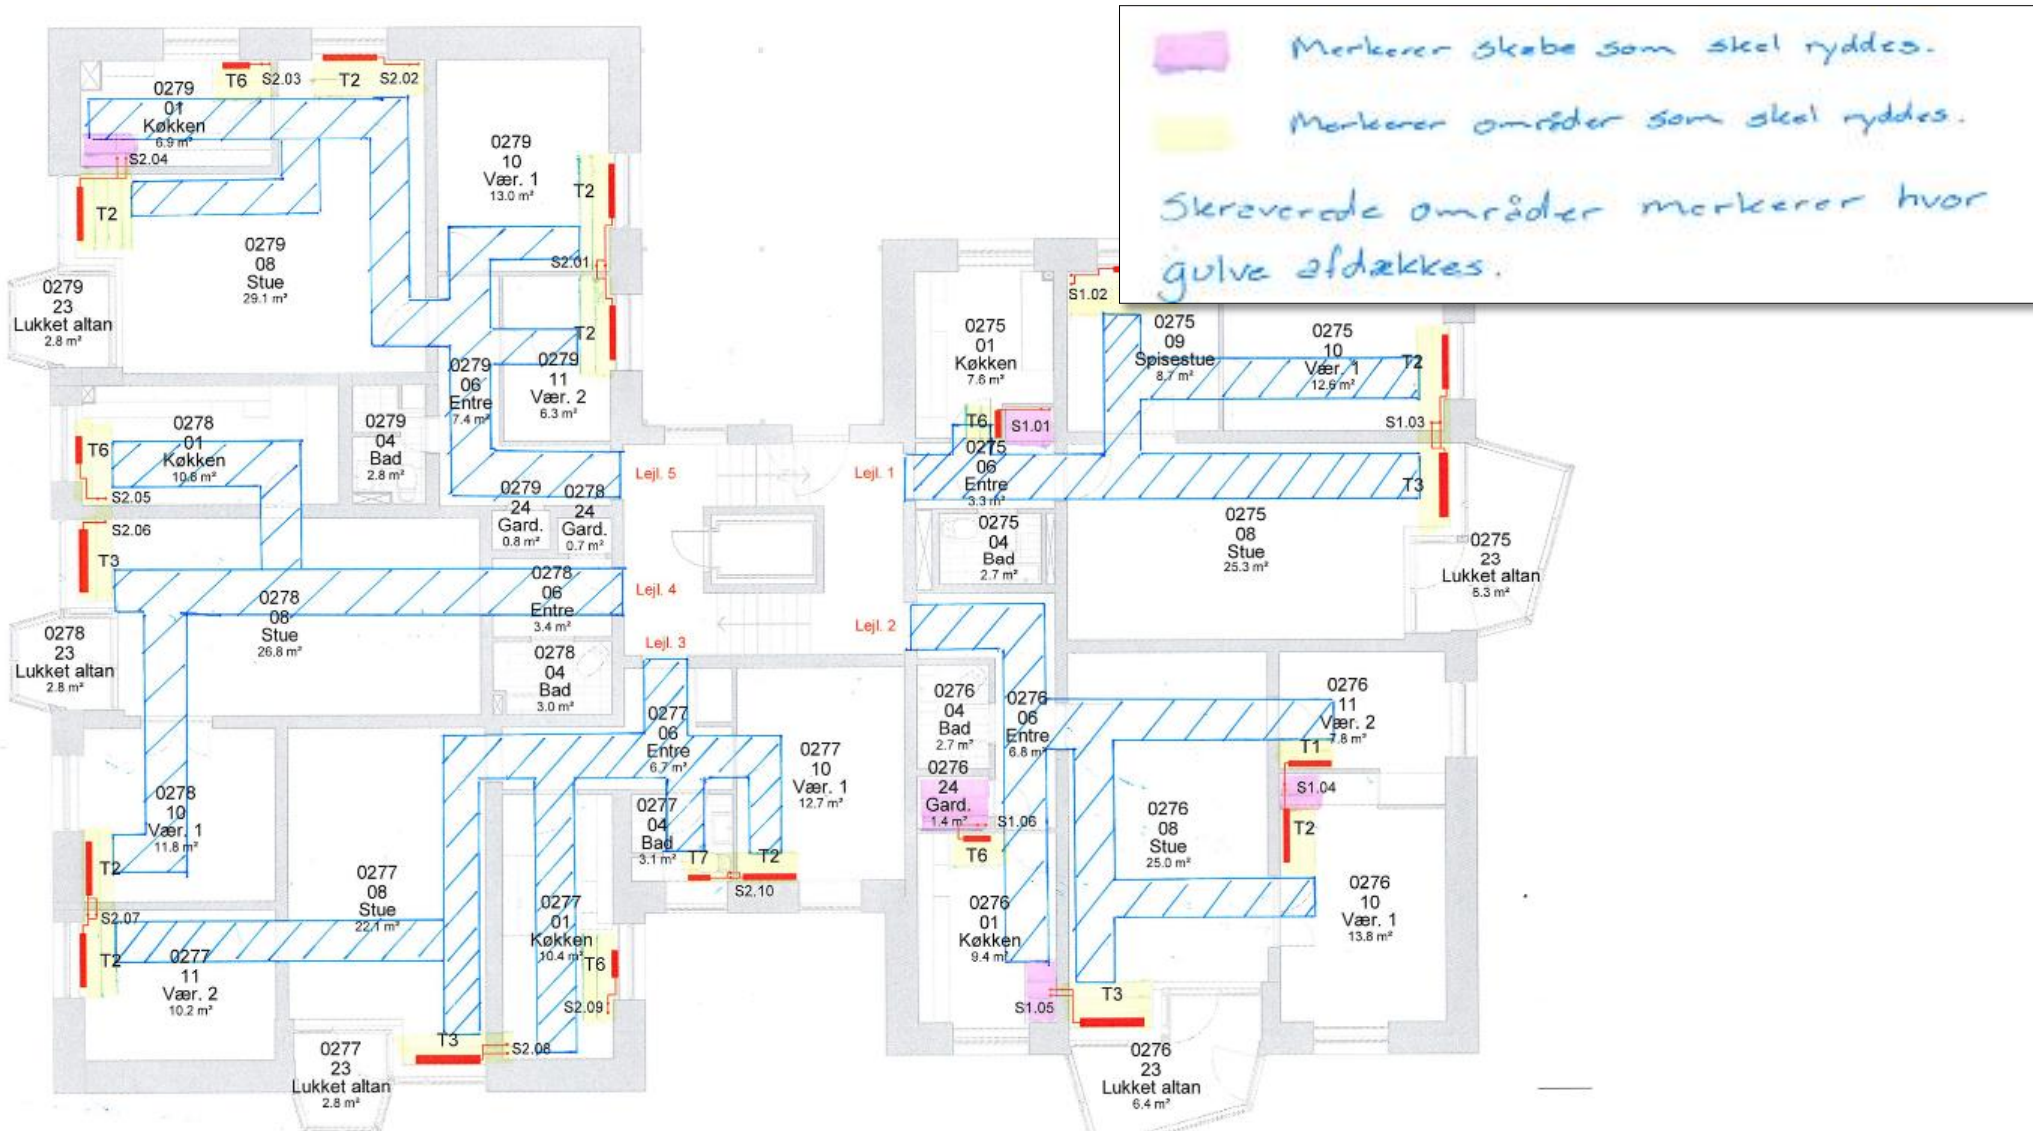 Merkerer skabe som skal ryddes.
Merkerer områder som skal ryddes.
Skraverede områder merkerer hvor
gulve afdækkes.
T6
S2.03
T2
S2.02
0279
01
Køkken
6.9 m²
S2.04
T2
0279
10
Vær. 1
13.0 m²
T2
S2.01
T2
0279
08
Stue
29.1 m²
0279
23
Lukket altan
2.8 m²
0279
06
Entre
7.4 m²
0279
11
Vær. 2
6.3 m²
0279
04
Bad
2.8 m²
0279
24
Gard.
0.8 m²
0278
24
Gard.
0.7 m²
Lejl. 5
Lejl. 4
Lejl. 3
Lejl. 1
Lejl. 2
0278
01
Køkken
10.6 m²
T6
S2.05
S2.06
T3
0278
06
Entre
3.4 m²
0278
08
Stue
26.8 m²
0278
23
Lukket altan
2.8 m²
0278
04
Bad
3.0 m²
0278
10
Vær. 1
11.8 m²
T2
S2.07
T2
0277
11
Vær. 2
10.2 m²
0277
08
Stue
22.1 m²
0277
06
Entre
6.7 m²
0277
10
Vær. 1
12.7 m²
0277
04
Bad
3.1 m²
T7
T2
S2.10
0277
01
Køkken
10.4 m²
T6
S2.09
T3
S2.08
0277
23
Lukket altan
2.8 m²
S1.02
0275
01
Køkken
7.6 m²
0275
09
Spisestue
8.7 m²
0275
10
Vær. 1
12.6 m²
T2
T6
S1.01
S1.03
T3
0275
06
Entre
3.3 m²
0275
04
Bad
2.7 m²
0275
08
Stue
25.3 m²
0275
23
Lukket altan
6.3 m²
0276
04
Bad
2.7 m²
0276
06
Entre
6.8 m²
0276
11
Vær. 2
7.8 m²
T1
S1.04
T2
0276
24
Gard.
1.4 m²
S1.06
T6
0276
08
Stue
25.0 m²
0276
10
Vær. 1
13.8 m²
0276
01
Køkken
9.4 m²
S1.05
T3
0276
23
Lukket altan
6.4 m²